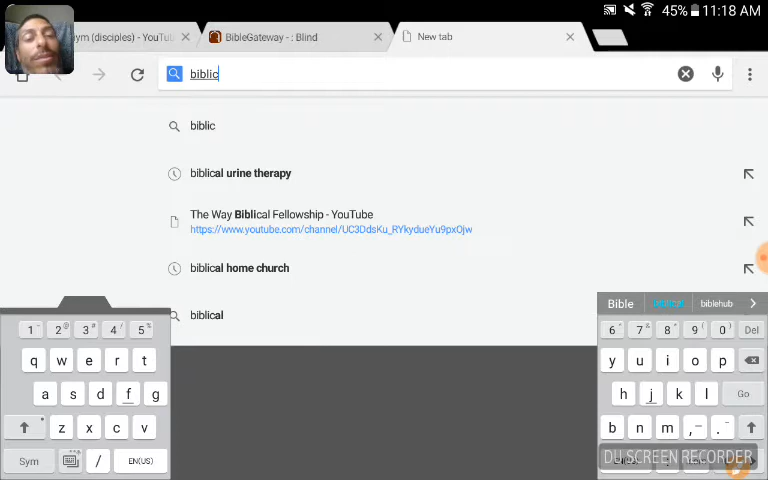 45% 11:18 AM
ym (disciples) - YouTu
BibleGateway - : Blind
New tab
biblic
biblic
biblical urine therapy
The Way Biblical Fellowship - YouTube
https://www.youtube.com/channel/UC3DdsKu_RYkydueYu9pxOjw
biblical home church
biblical
Bible biblical biblehub
1 2 3 4 5
6 7 8 9 0 Del
q w e r t
y u i o p
a s d f g
h j k l Go
z x c v
b n m , .
Sym / EN(US)
DU SCREEN RECORDER